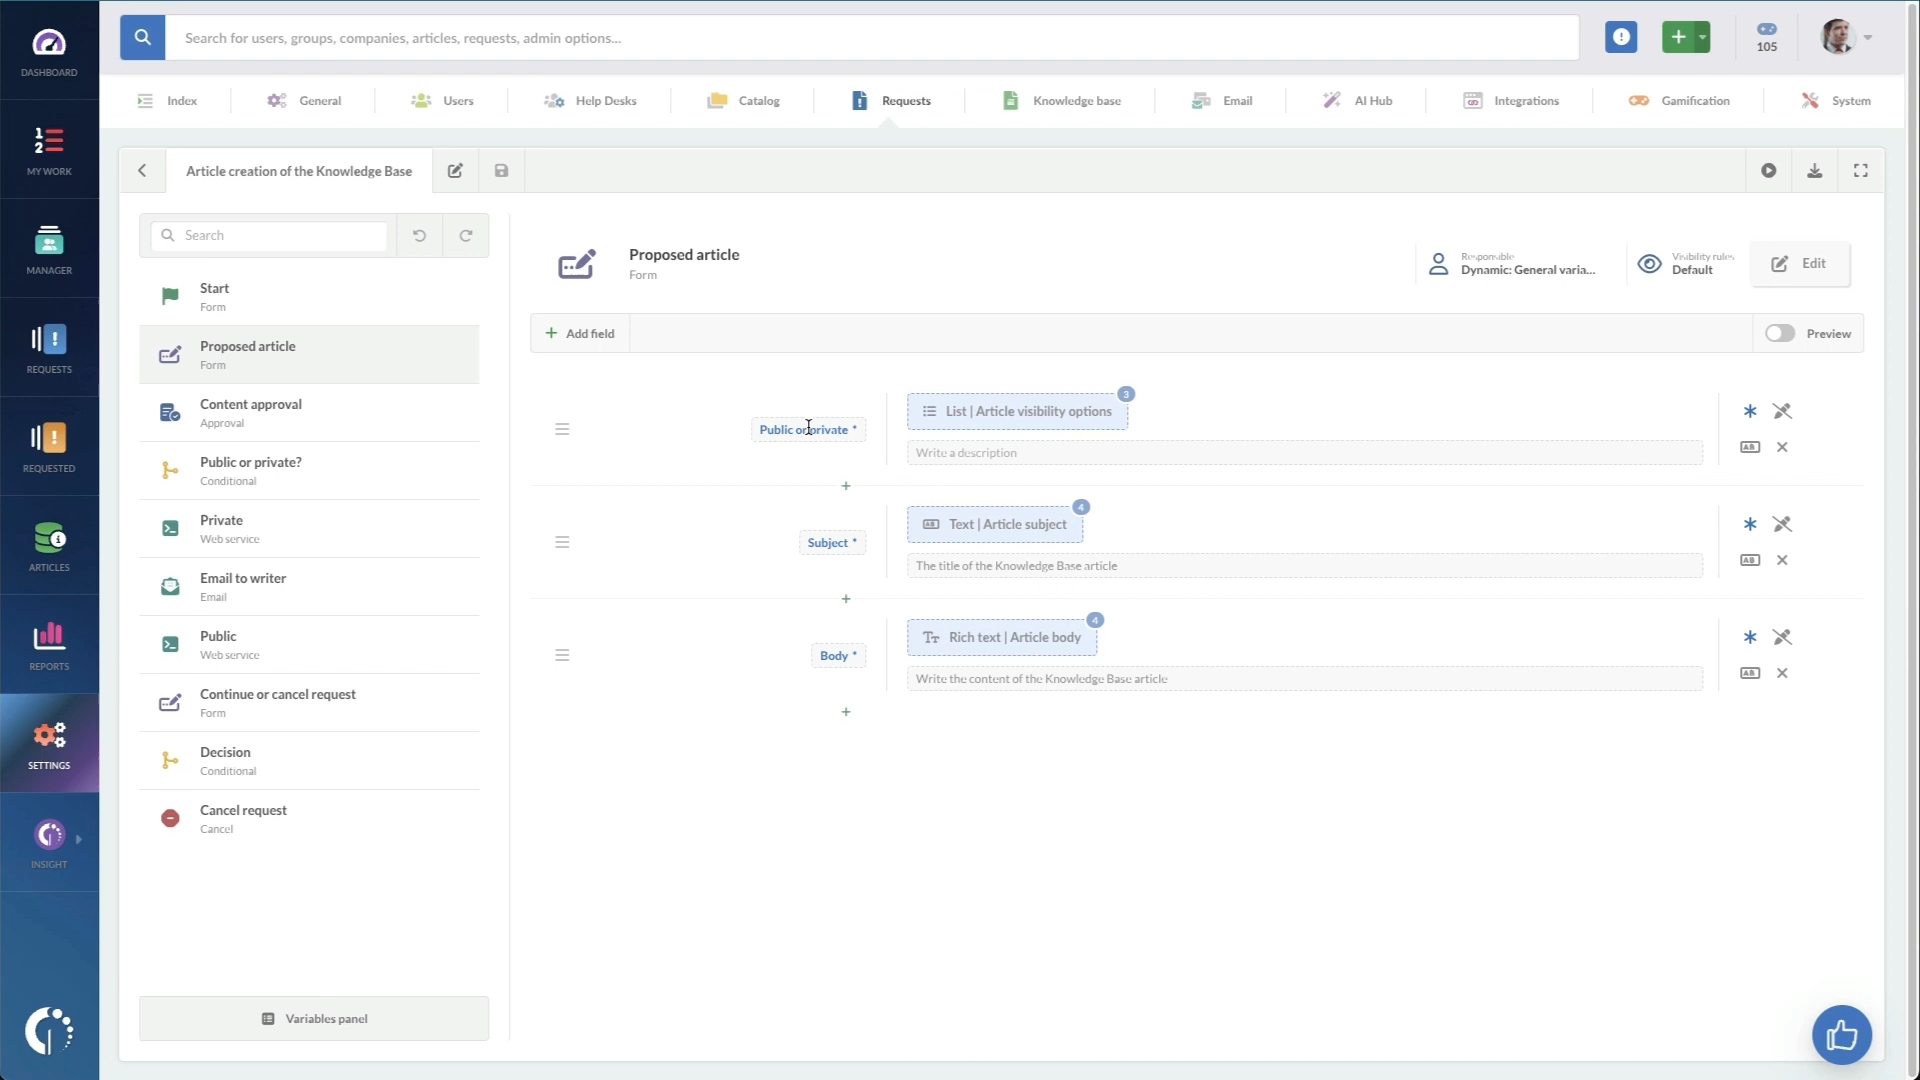 DASHBOARD
MY WORK
MANAGER
REQUESTS
REQUESTED
ARTICLES
REPORTS
SETTINGS
INSIGHT
Search for users, groups, companies, articles, requests, admin options...
105
Index
General
Users
Help Desks
Catalog
Requests
Knowledge base
Email
AI Hub
Integrations
Gamification
System
Article creation of the Knowledge Base
Search
Start
Form
Proposed article
Form
Content approval
Approval
Public or private?
Conditional
Private
Web service
Email to writer
Email
Public
Web service
Continue or cancel request
Form
Decision
Conditional
Cancel request
Cancel
Variables panel
Proposed article
Form
Responsible
Dynamic: General varia...
Visibility rules
Default
Edit
+ Add field
Preview
Public or private *
List | Article visibility options
3
Write a description
Subject *
AB Text | Article subject
4
The title of the Knowledge Base article
Body *
Tт Rich text | Article body
4
Write the content of the Knowledge Base article